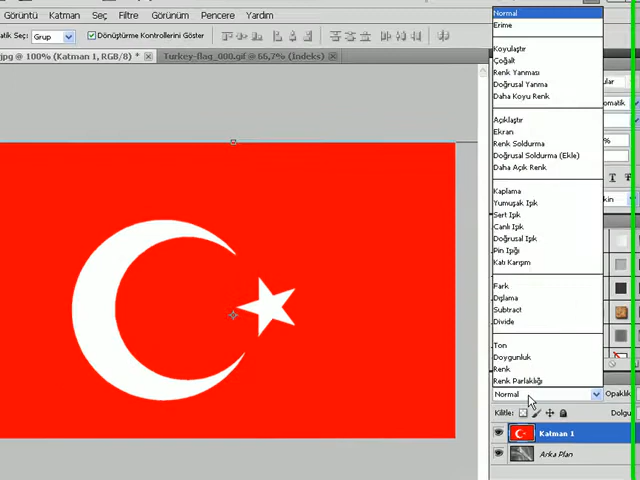 Görüntü Katman Seç Filtre Görünüm Pencere Yardım
Normal
Erime
matik Seç: Grup Dönüştürme Kontrollerini Göster
.jpg @ 100% (Katman 1, RGB/8) * Turkey-flag_000.gif @ 66,7% (İndeks)
Koyulaştır
Çoğalt
Renk Yanması
Doğrusal Yanma
Daha Koyu Renk
Açıklaştır
Ekran
Renk Soldurma
Doğrusal Soldurma (Ekle)
Daha Açık Renk
Kaplama
Yumuşak Işık
Sert Işık
Canlı Işık
Doğrusal Işık
Pin Işığı
Katı Karışım
Fark
Dışlama
Subtract
Divide
Ton
Doygunluk
Renk
Renk Parlaklığı
Normal Opaklık
Kilitle: Dolgu
Katman 1
Arka Plan